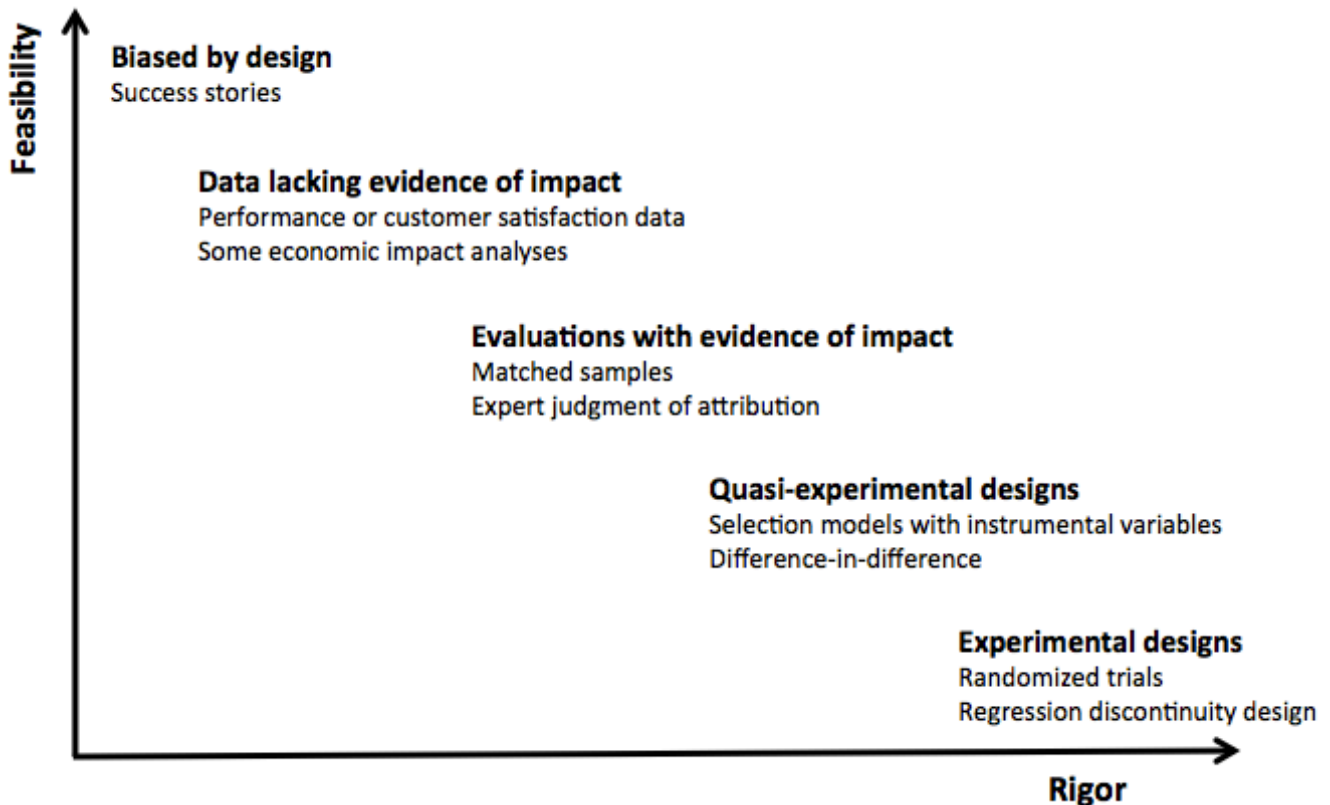 Feasibility
Biased by design
Success stories
Data lacking evidence of impact
Performance or customer satisfaction data
Some economic impact analyses
Evaluations with evidence of impact
Matched samples
Expert judgment of attribution
Quasi-experimental designs
Selection models with instrumental variables
Difference-in-difference
Experimental designs
Randomized trials
Regression discontinuity design
Rigor